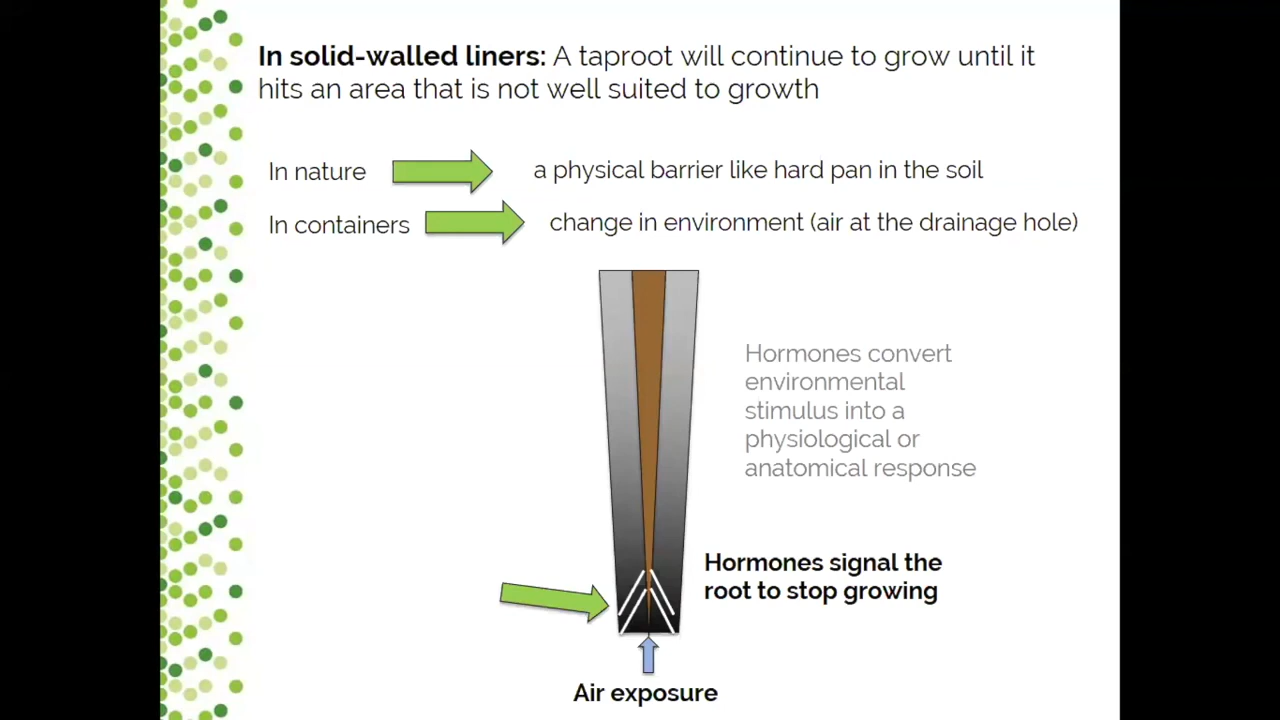 In solid-walled liners: A taproot will continue to grow until it
hits an area that is not well suited to growth
In nature
a physical barrier like hard pan in the soil
In containers
change in environment (air at the drainage hole)
Hormones convert
environmental
stimulus into a
physiological or
anatomical response
Hormones signal the
root to stop growing
Air exposure